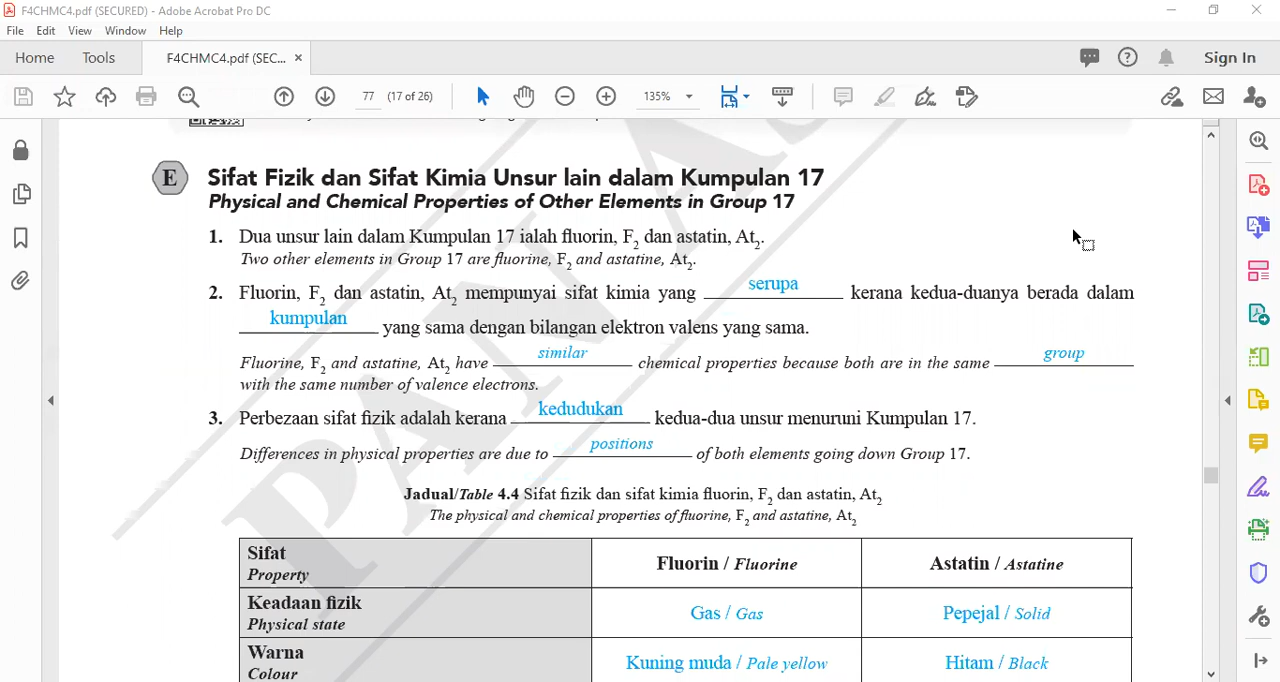 F4CHMC4.pdf (SECURED) - Adobe Acrobat Pro DC
File Edit View Window Help
Home Tools F4CHMC4.pdf (SEC... × Sign In
77 (17 of 26) 135%
E Sifat Fizik dan Sifat Kimia Unsur lain dalam Kumpulan 17
Physical and Chemical Properties of Other Elements in Group 17
1. Dua unsur lain dalam Kumpulan 17 ialah fluorin, F₂ dan astatin, At₂.
Two other elements in Group 17 are fluorine, F₂ and astatine, At₂.
2. Fluorin, F₂ dan astatin, At₂ mempunyai sifat kimia yang serupa kerana kedua-duanya berada dalam
kumpulan yang sama dengan bilangan elektron valens yang sama.
Fluorine, F₂ and astatine, At₂ have similar chemical properties because both are in the same group
with the same number of valence electrons.
3. Perbezaan sifat fizik adalah kerana kedudukan kedua-dua unsur menuruni Kumpulan 17.
Differences in physical properties are due to positions of both elements going down Group 17.
Jadual/Table 4.4 Sifat fizik dan sifat kimia fluorin, F₂ dan astatin, At₂
The physical and chemical properties of fluorine, F₂ and astatine, At₂
Sifat
Property
Fluorin / Fluorine
Astatin / Astatine
Keadaan fizik
Physical state
Gas / Gas
Pepejal / Solid
Warna
Colour
Kuning muda / Pale yellow
Hitam / Black